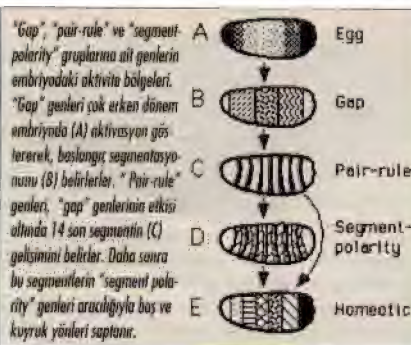 "Gap", "pair-rule" ve "segment-
polarity" gruplarına ait genlerin
embriyodaki aktivite bölgeleri.
"Gap" genleri çok erken dönem
embriyoda (A) aktivasyon gös
tererek, başlangıç segmentasyo-
nunu (B) belirlerler. " Pair-rule"
genleri, "gap" genlerinin etkisi
altında 14 son segmentin (C)
gelişimini belirler. Daha sonra
bu segmentlerin "segment pola-
rity" genleri aracılığıyla baş ve
kuyruk yönleri saptanır.
A Egg
B Gap
C Pair-rule
D Segment-
polarity
E Homeotic